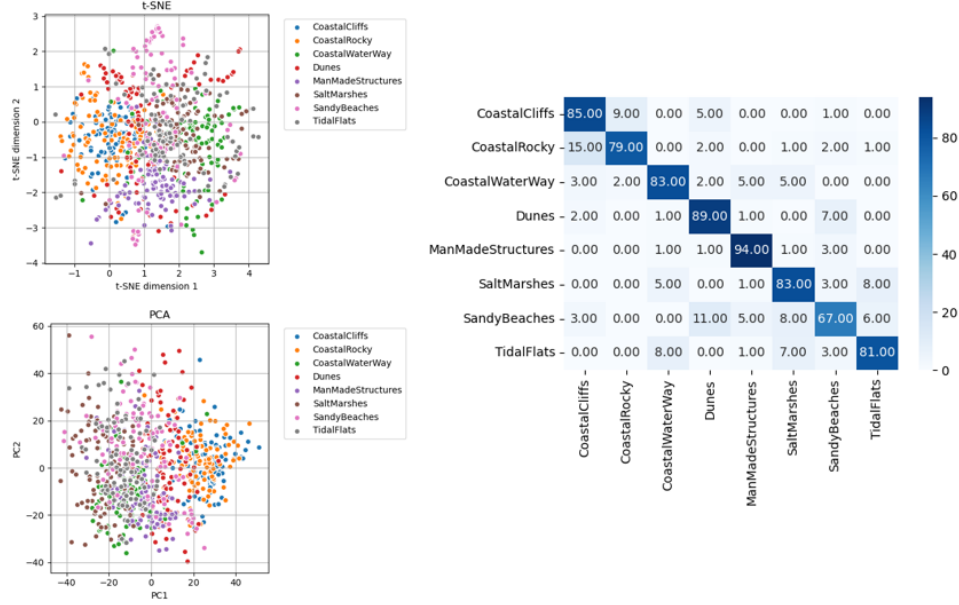 t-SNE
3
2
1
0
−1
−2
−3
−4
t-SNE dimension 2
−1 0 1 2 3 4
t-SNE dimension 1
CoastalCliffs
CoastalRocky
CoastalWaterWay
Dunes
ManMadeStructures
SaltMarshes
SandyBeaches
TidalFlats
PCA
60
40
20
0
−20
−40
PC2
−40 −20 0 20 40
PC1
CoastalCliffs
CoastalRocky
CoastalWaterWay
Dunes
ManMadeStructures
SaltMarshes
SandyBeaches
TidalFlats
CoastalCliffs 85.00 9.00 0.00 5.00 0.00 0.00 1.00 0.00
CoastalRocky 15.00 79.00 0.00 2.00 0.00 1.00 2.00 1.00
CoastalWaterWay 3.00 2.00 83.00 2.00 5.00 5.00 0.00 0.00
Dunes 2.00 0.00 1.00 89.00 1.00 0.00 7.00 0.00
ManMadeStructures 0.00 0.00 1.00 1.00 94.00 1.00 3.00 0.00
SaltMarshes 0.00 0.00 5.00 0.00 1.00 83.00 3.00 8.00
SandyBeaches 3.00 0.00 0.00 11.00 5.00 8.00 67.00 6.00
TidalFlats 0.00 0.00 8.00 0.00 1.00 7.00 3.00 81.00
CoastalCliffs
CoastalRocky
CoastalWaterWay
Dunes
ManMadeStructures
SaltMarshes
SandyBeaches
TidalFlats
80
60
40
20
0